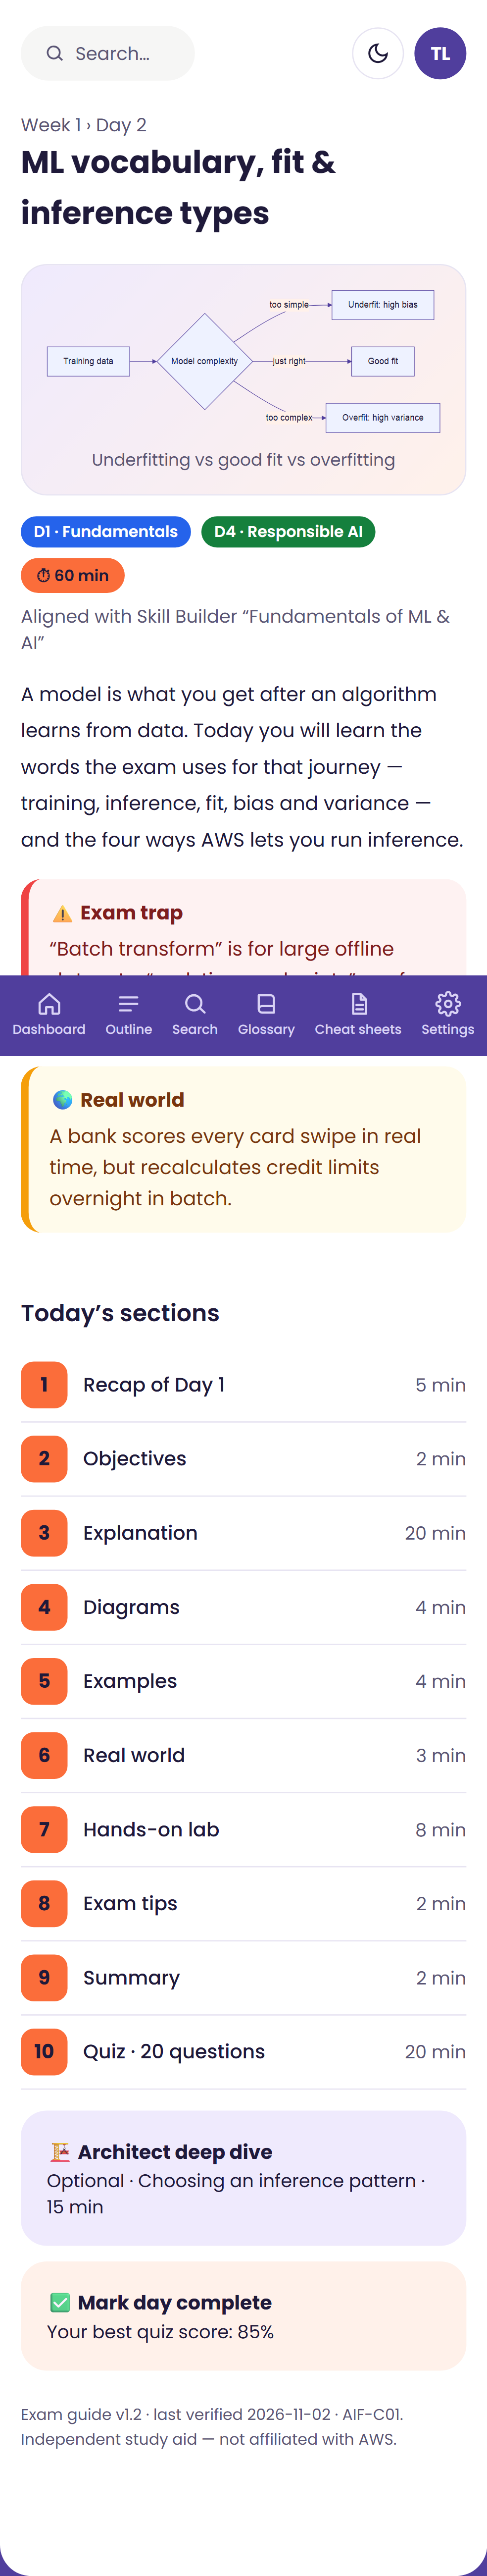 Search...
TL
Week 1 › Day 2
ML vocabulary, fit &
inference types
Training data
Model complexity
too simple
Underfit: high bias
just right
Good fit
too complex
Overfit: high variance
Underfitting vs good fit vs overfitting
D1 · Fundamentals
D4 · Responsible AI
⏱ 60 min
Aligned with Skill Builder “Fundamentals of ML &
AI”
A model is what you get after an algorithm
learns from data. Today you will learn the
words the exam uses for that journey —
training, inference, fit, bias and variance —
and the four ways AWS lets you run inference.
⚠️ Exam trap
“Batch transform” is for large offline
Dashboard
Outline
Search
Glossary
Cheat sheets
Settings
🌍 Real world
A bank scores every card swipe in real
time, but recalculates credit limits
overnight in batch.
Today’s sections
1 Recap of Day 1 5 min
2 Objectives 2 min
3 Explanation 20 min
4 Diagrams 4 min
5 Examples 4 min
6 Real world 3 min
7 Hands-on lab 8 min
8 Exam tips 2 min
9 Summary 2 min
10 Quiz · 20 questions 20 min
🏗️ Architect deep dive
Optional · Choosing an inference pattern ·
15 min
✅ Mark day complete
Your best quiz score: 85%
Exam guide v1.2 · last verified 2026-11-02 · AIF-C01.
Independent study aid — not affiliated with AWS.